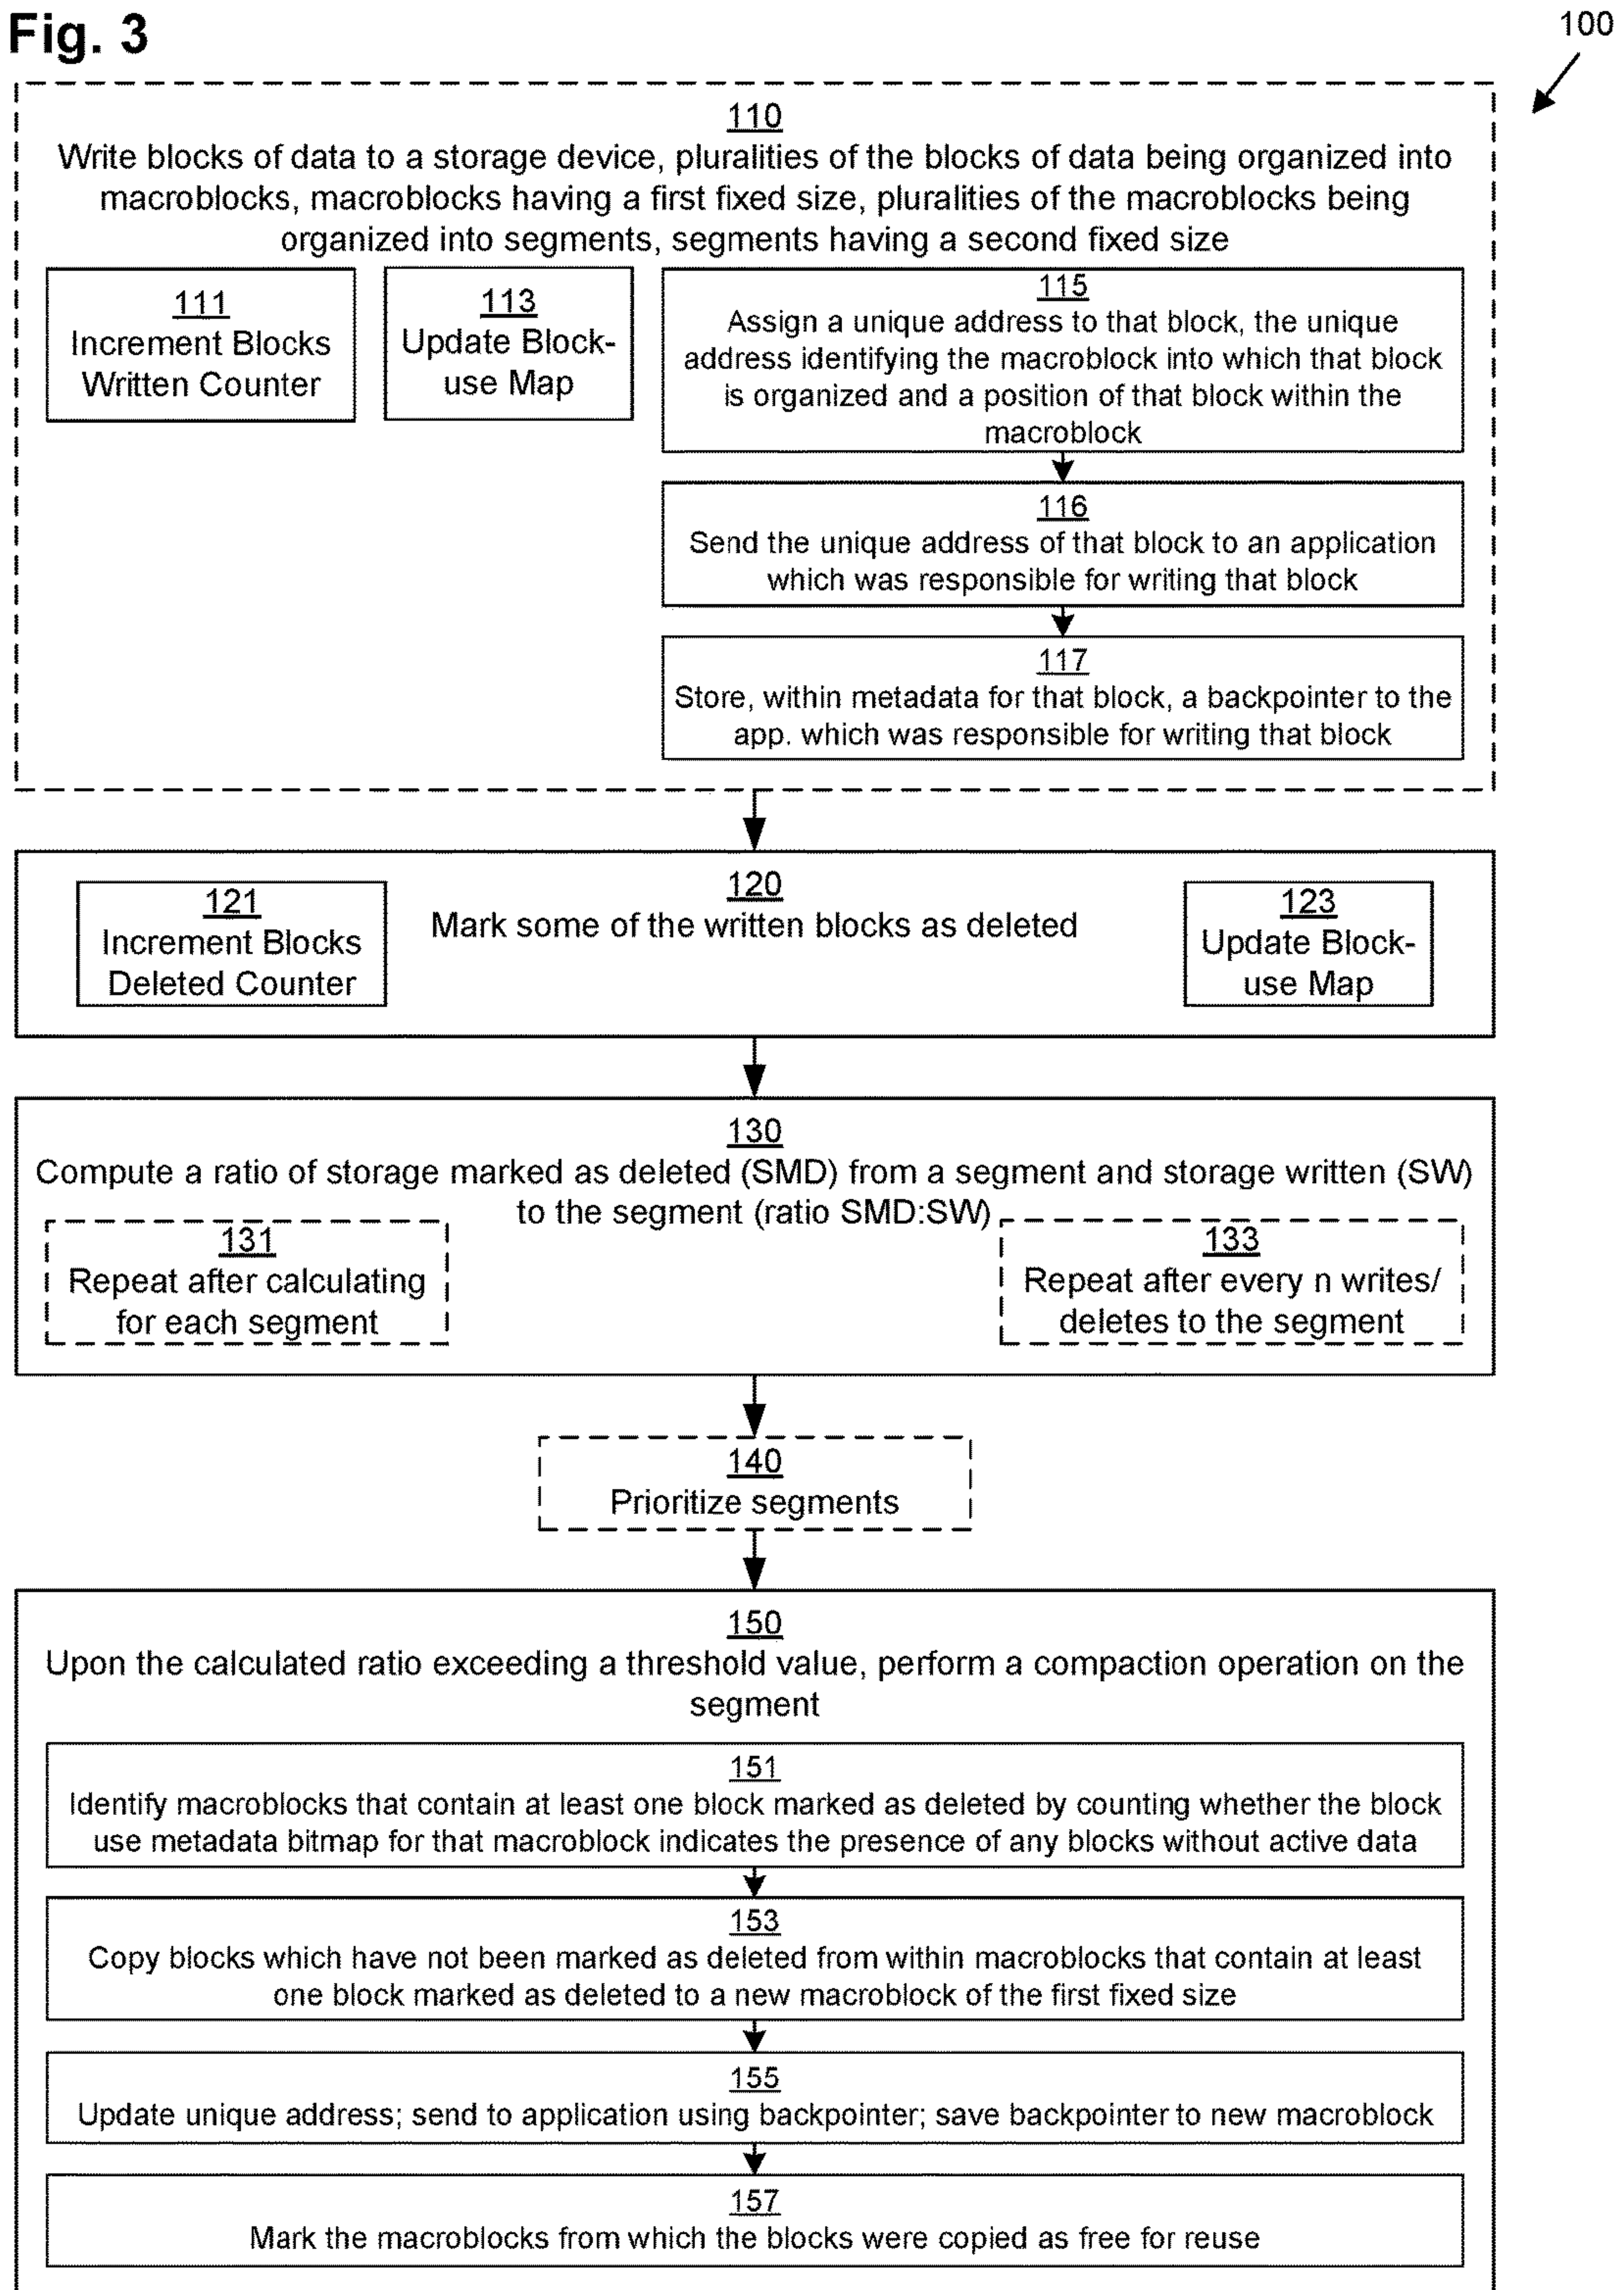 Fig. 3
100
110
Write blocks of data to a storage device, pluralities of the blocks of data being organized into
macroblocks, macroblocks having a first fixed size, pluralities of the macroblocks being
organized into segments, segments having a second fixed size
111
Increment Blocks
Written Counter
113
Update Block-
use Map
115
Assign a unique address to that block, the unique
address identifying the macroblock into which that block
is organized and a position of that block within the
macroblock
116
Send the unique address of that block to an application
which was responsible for writing that block
117
Store, within metadata for that block, a backpointer to the
app. which was responsible for writing that block
120
Mark some of the written blocks as deleted
121
Increment Blocks
Deleted Counter
123
Update Block-
use Map
130
Compute a ratio of storage marked as deleted (SMD) from a segment and storage written (SW)
to the segment (ratio SMD:SW)
131
Repeat after calculating
for each segment
133
Repeat after every n writes/
deletes to the segment
140
Prioritize segments
150
Upon the calculated ratio exceeding a threshold value, perform a compaction operation on the
segment
151
Identify macroblocks that contain at least one block marked as deleted by counting whether the block
use metadata bitmap for that macroblock indicates the presence of any blocks without active data
153
Copy blocks which have not been marked as deleted from within macroblocks that contain at least
one block marked as deleted to a new macroblock of the first fixed size
155
Update unique address; send to application using backpointer; save backpointer to new macroblock
157
Mark the macroblocks from which the blocks were copied as free for reuse